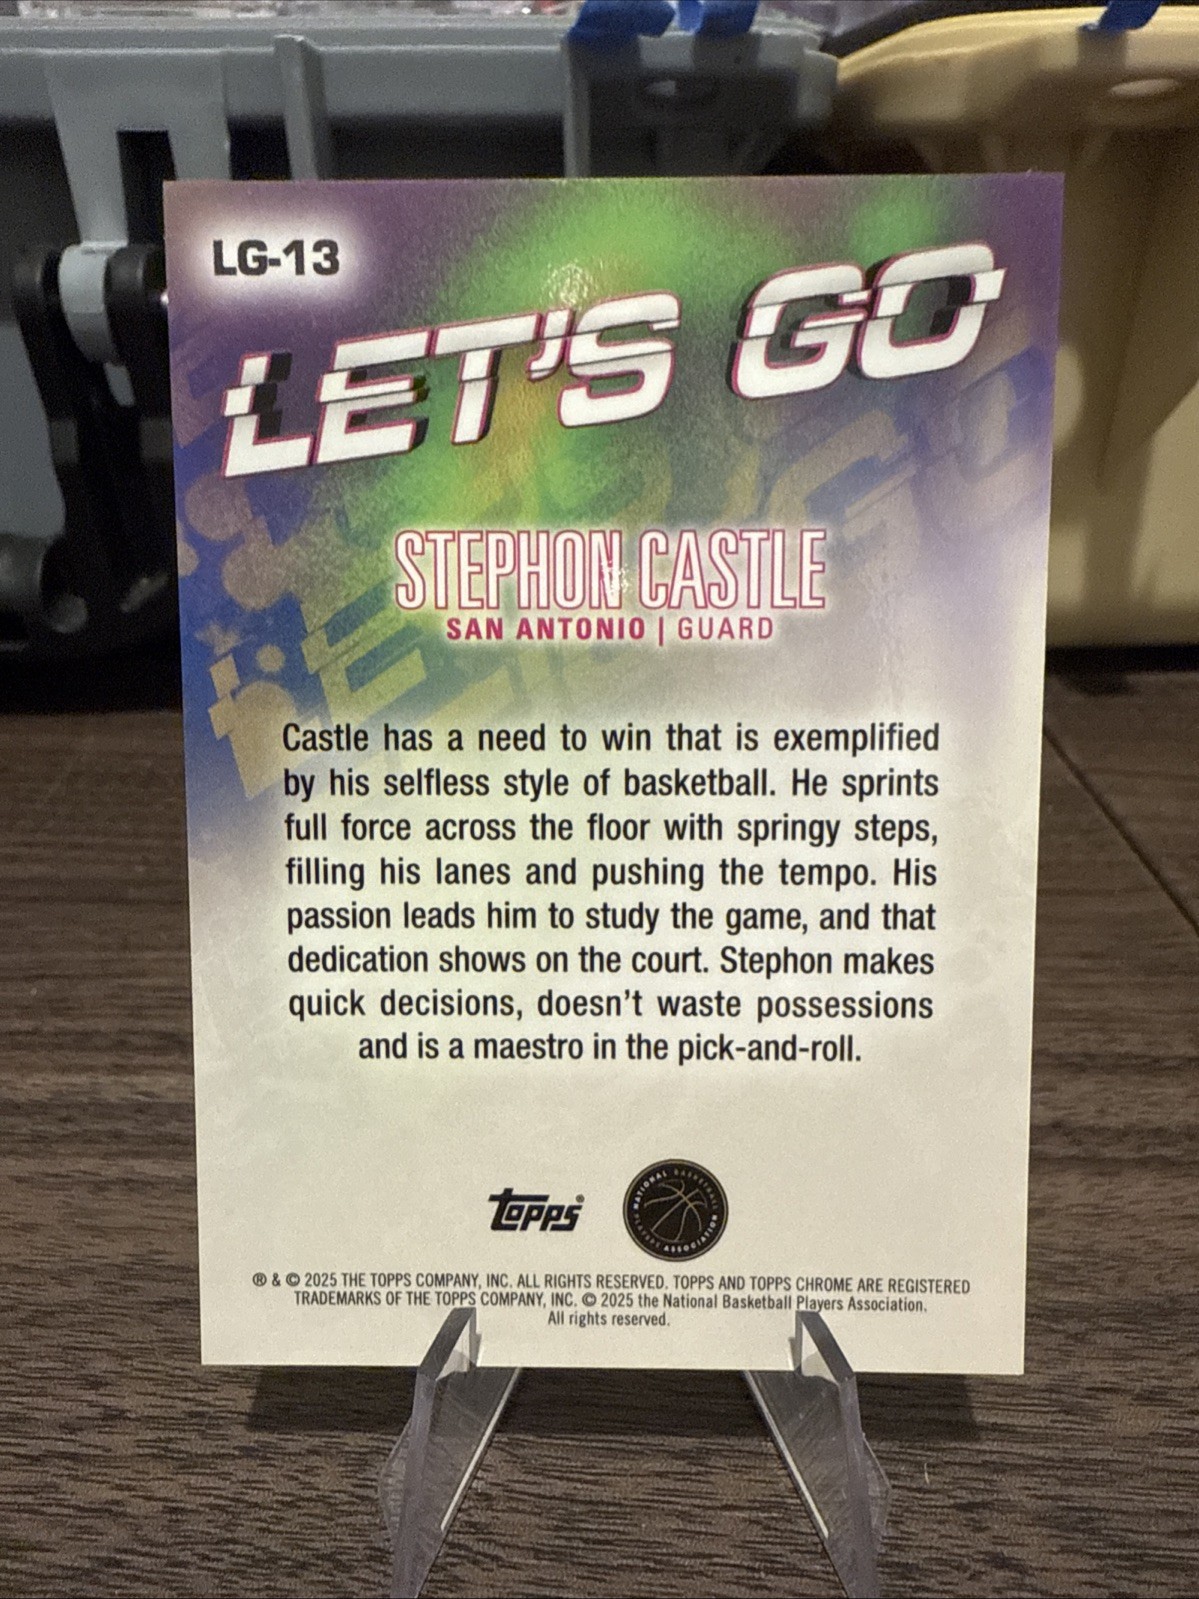 LG-13
LET'S GO
STEPHON CASTLE
SAN ANTONIO | GUARD
Castle has a need to win that is exemplified
by his selfless style of basketball. He sprints
full force across the floor with springy steps,
filling his lanes and pushing the tempo. His
passion leads him to study the game, and that
dedication shows on the court. Stephon makes
quick decisions, doesn't waste possessions
and is a maestro in the pick-and-roll.
topps®
NATIONAL BASKETBALL
PLAYERS ASSOCIATION
® & © 2025 THE TOPPS COMPANY, INC. ALL RIGHTS RESERVED. TOPPS AND TOPPS CHROME ARE REGISTERED
TRADEMARKS OF THE TOPPS COMPANY, INC. © 2025 the National Basketball Players Association.
All rights reserved.